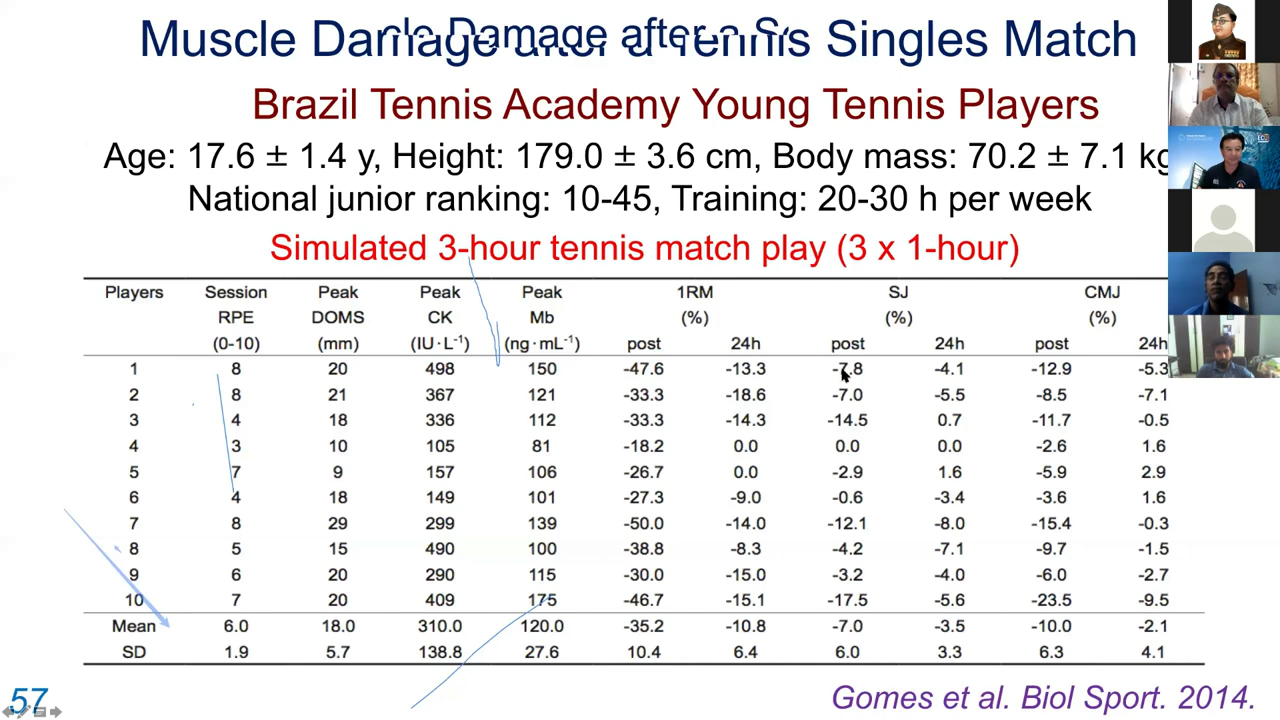 Muscle Damage after a Tennis Singles Match
Brazil Tennis Academy Young Tennis Players
Age: 17.6 ± 1.4 y, Height: 179.0 ± 3.6 cm, Body mass: 70.2 ± 7.1 kg
National junior ranking: 10-45, Training: 20-30 h per week
Simulated 3-hour tennis match play (3 x 1-hour)
Players Session Peak Peak Peak 1RM SJ CMJ
RPE DOMS CK Mb (%) (%) (%)
(0-10) (mm) (IU·L⁻¹) (ng·mL⁻¹) post 24h post 24h post 24h
1 8 20 498 150 -47.6 -13.3 -7.8 -4.1 -12.9 -5.3
2 8 21 367 121 -33.3 -18.6 -7.0 -5.5 -8.5 -7.1
3 4 18 336 112 -33.3 -14.3 -14.5 0.7 -11.7 -0.5
4 3 10 105 81 -18.2 0.0 0.0 0.0 -2.6 1.6
5 7 9 157 106 -26.7 0.0 -2.9 1.6 -5.9 2.9
6 4 18 149 101 -27.3 -9.0 -0.6 -3.4 -3.6 1.6
7 8 29 299 139 -50.0 -14.0 -12.1 -8.0 -15.4 -0.3
8 5 15 490 100 -38.8 -8.3 -4.2 -7.1 -9.7 -1.5
9 6 20 290 115 -30.0 -15.0 -3.2 -4.0 -6.0 -2.7
10 7 20 409 175 -46.7 -15.1 -17.5 -5.6 -23.5 -9.5
Mean 6.0 18.0 310.0 120.0 -35.2 -10.8 -7.0 -3.5 -10.0 -2.1
SD 1.9 5.7 138.8 27.6 10.4 6.4 6.0 3.3 6.3 4.1
57
Gomes et al. Biol Sport. 2014.